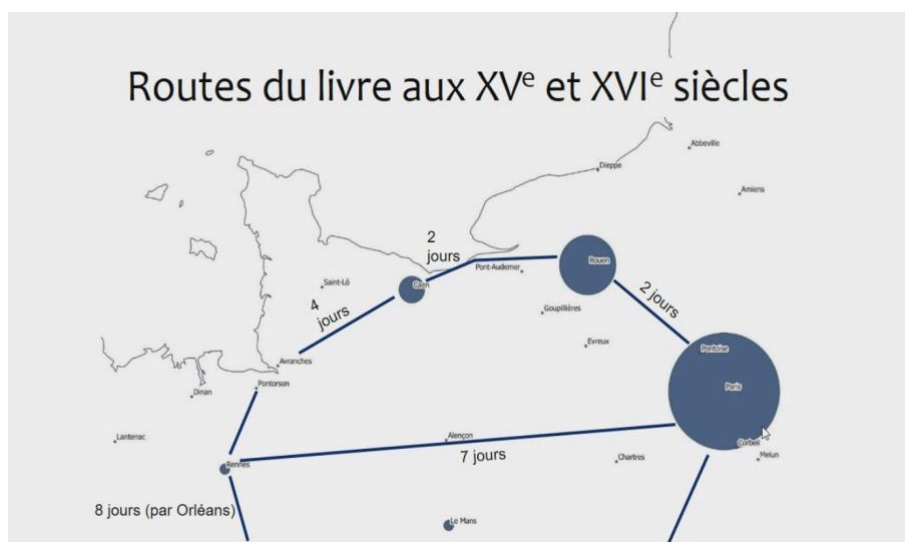 Routes du livre aux XVe et XVIe siècles
Abbeville
Dieppe
Amiens
2
jours
Rouen
Pont-Audemer
Saint-Lô
Caen
2 jours
4
jours
Goupillières
Evreux
Pontoise
Avranches
Pontorson
Paris
Dinan
Lantenac
Alençon
Corbeil
7 jours
Chartres
Melun
Rennes
8 jours (par Orléans)
Le Mans